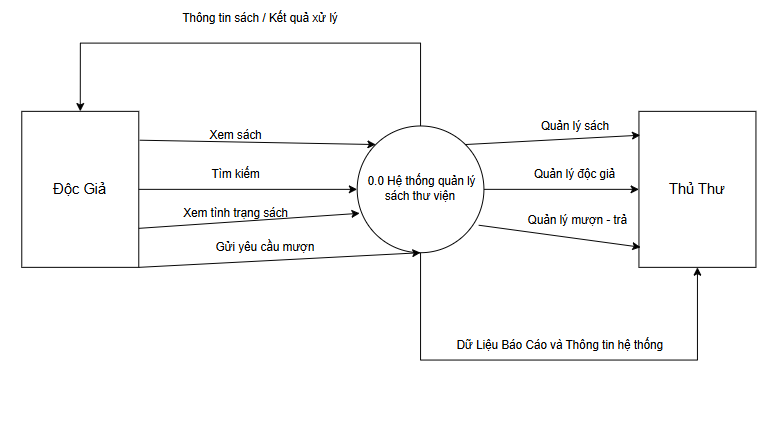 Thông tin sách / Kết quả xử lý
Xem sách
Quản lý sách
Tìm kiếm
Quản lý độc giả
Độc Giả
0.0 Hệ thống quản lý
sách thư viện
Thủ Thư
Xem tình trạng sách
Quản lý mượn - trả
Gửi yêu cầu mượn
Dữ Liệu Báo Cáo và Thông tin hệ thống